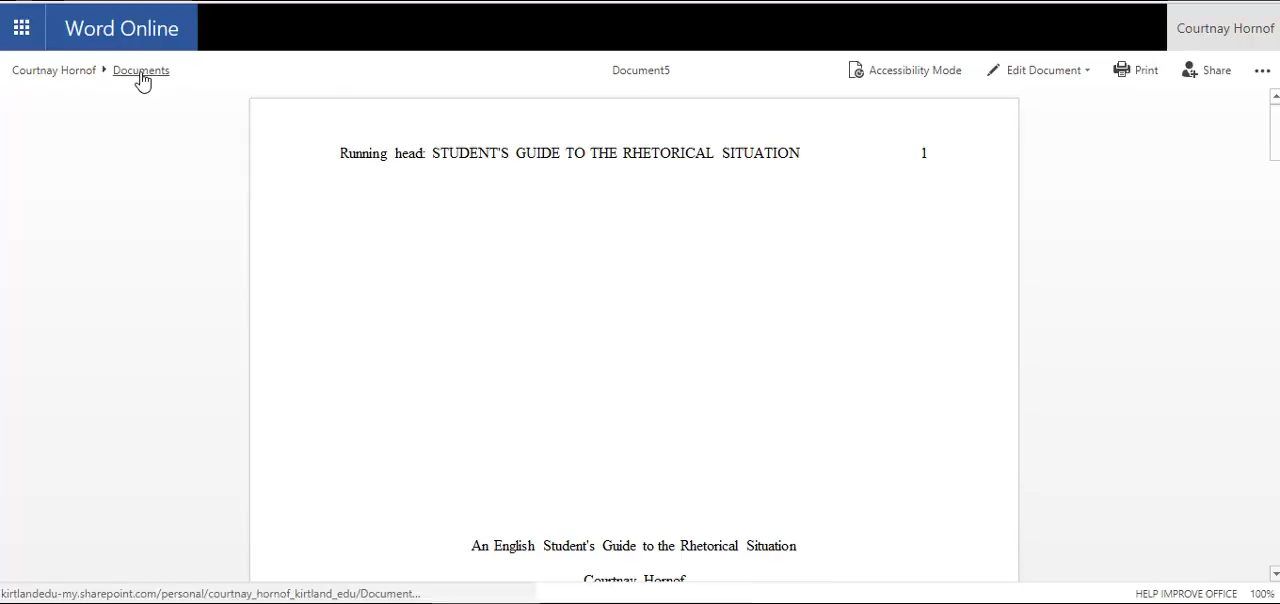 Word Online
Courtnay Hornof
Courtnay Hornof Documents
Document5
Accessibility Mode
Edit Document
Print
Share
Running head: STUDENT'S GUIDE TO THE RHETORICAL SITUATION 1
An English Student's Guide to the Rhetorical Situation
Courtnay Hornof
kirtlandedu-my.sharepoint.com/personal/courtnay_hornof_kirtland_edu/Document...
HELP IMPROVE OFFICE
100%